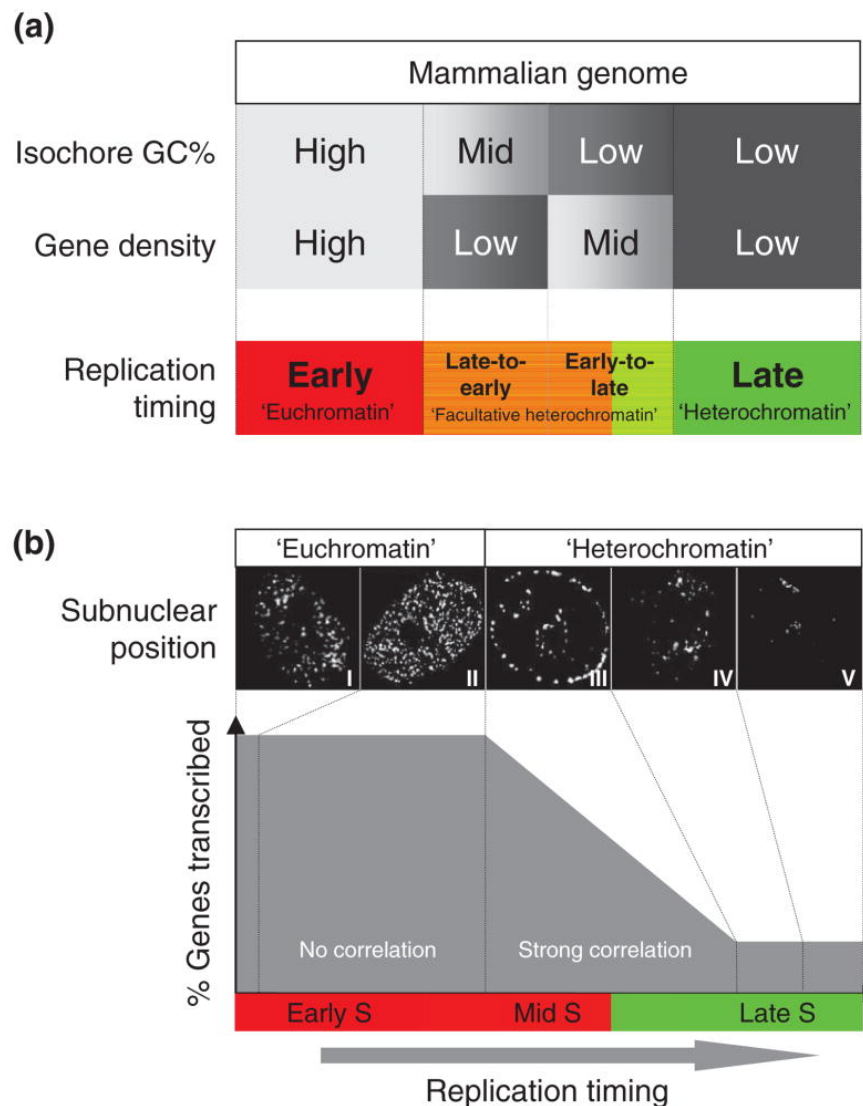 (a)
Mammalian genome
Isochore GC%
High
Mid
Low
Low
Gene density
High
Low
Mid
Low
Replication
timing
Early
'Euchromatin'
Late-to-
early
Early-to-
late
'Facultative heterochromatin'
Late
'Heterochromatin'
(b)
'Euchromatin'
'Heterochromatin'
Subnuclear
position
I
II
III
IV
V
% Genes transcribed
No correlation
Strong correlation
Early S
Mid S
Late S
Replication timing